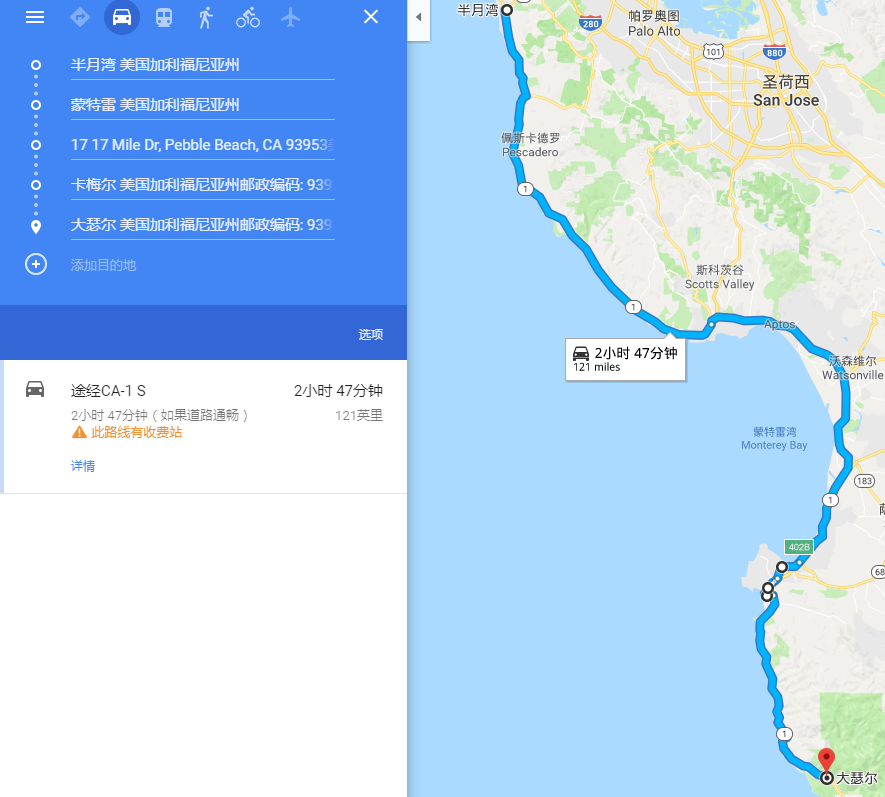 半月湾 美国加利福尼亚州
蒙特雷 美国加利福尼亚州
17 17 Mile Dr, Pebble Beach, CA 93953
卡梅尔 美国加利福尼亚州邮政编码: 939
大瑟尔 美国加利福尼亚州邮政编码: 939
添加目的地
选项
途经CA-1 S
2小时 47分钟
2小时 47分钟（如果道路通畅）
121英里
此路线有收费站
详情
半月湾
280
帕罗奥图
Palo Alto
101
880
圣荷西
San Jose
佩斯卡德罗
Pescadero
1
斯科茨谷
Scotts Valley
1
Aptos
2小时 47分钟
121 miles
沃森维尔
Watsonville
蒙特雷湾
Monterey Bay
183
1
402B
68
1
大瑟尔